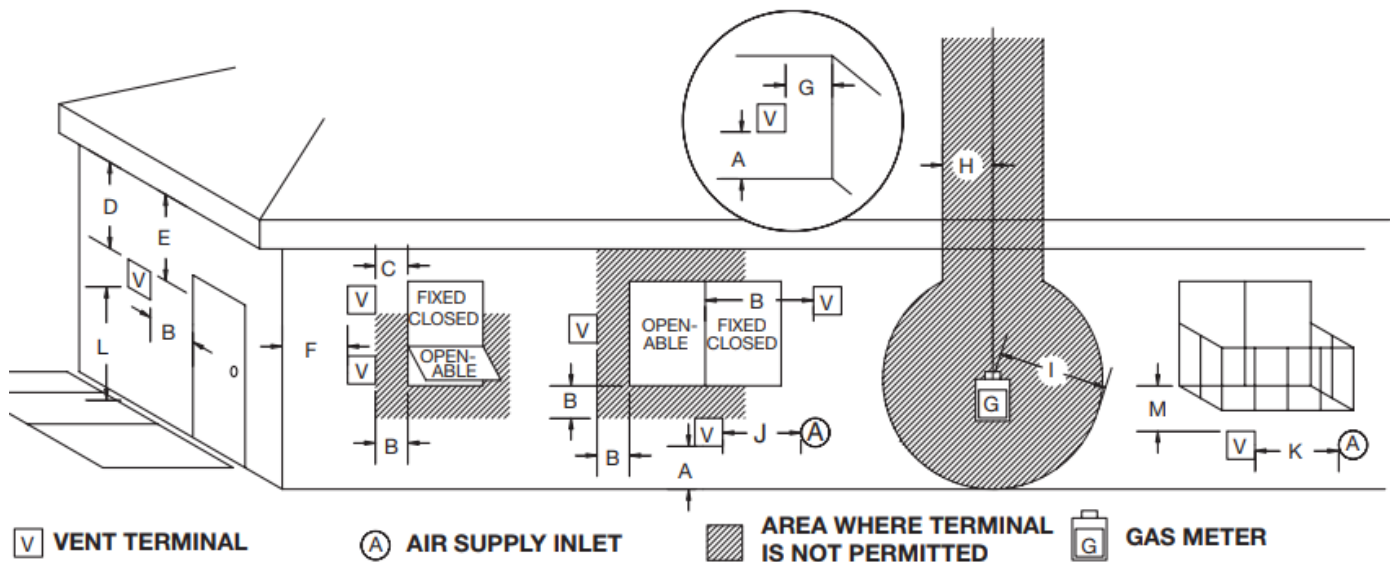 G
V
A
H
D
E
C
V
FIXED
CLOSED
V
B
L
F
V
OPEN-
ABLE
B
V
OPEN-
ABLE
FIXED
CLOSED
B
V
B
B
V
J
A
A
I
G
M
V
K
A
V VENT TERMINAL
A AIR SUPPLY INLET
AREA WHERE TERMINAL
IS NOT PERMITTED
G GAS METER